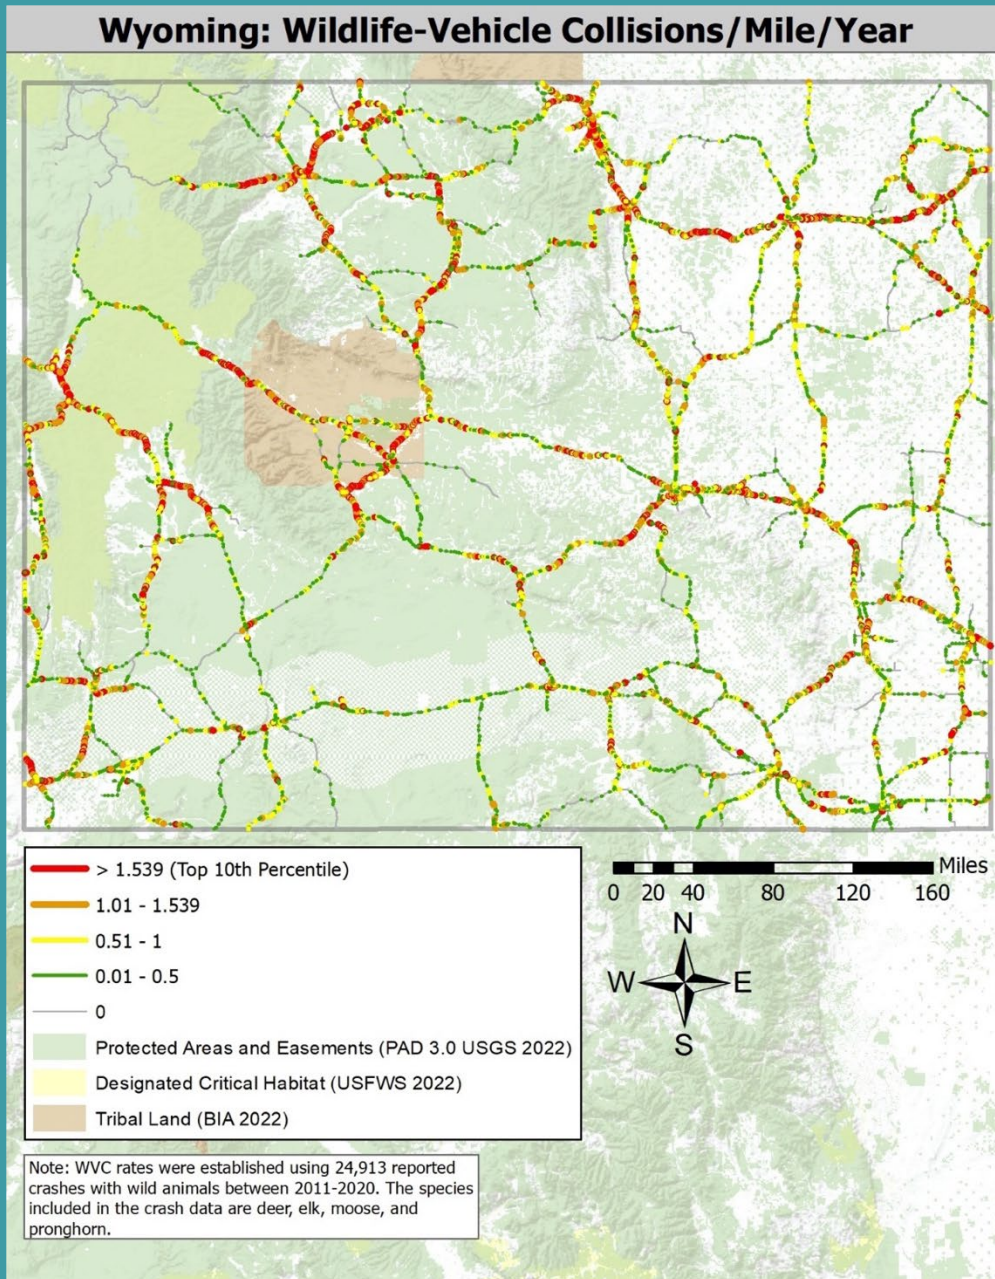 Wyoming: Wildlife-Vehicle Collisions/Mile/Year
> 1.539 (Top 10th Percentile)
1.01 - 1.539
0.51 - 1
0.01 - 0.5
0
Protected Areas and Easements (PAD 3.0 USGS 2022)
Designated Critical Habitat (USFWS 2022)
Tribal Land (BIA 2022)
Miles
0 20 40 80 120 160
N
W E
S
Note: WVC rates were established using 24,913 reported
crashes with wild animals between 2011-2020. The species
included in the crash data are deer, elk, moose, and
pronghorn.